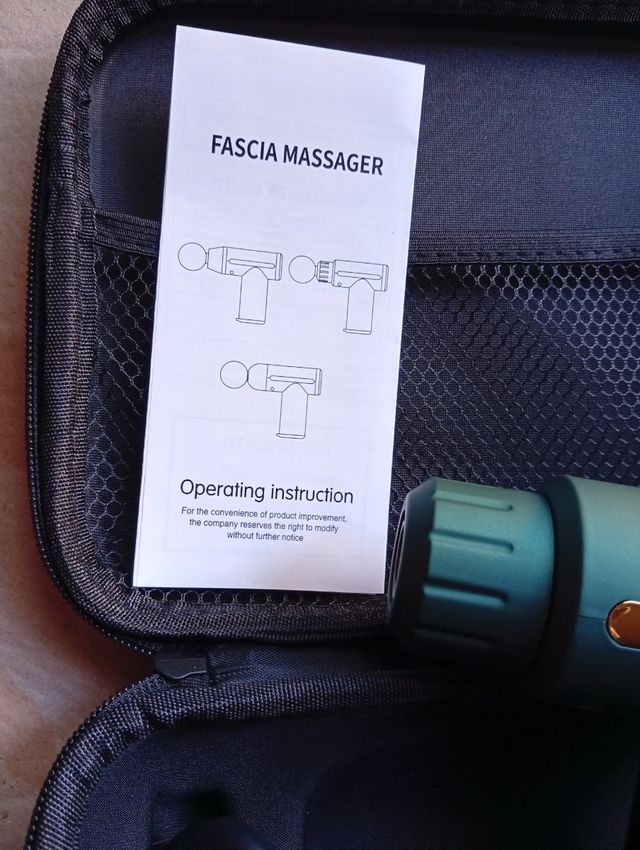 FASCIA MASSAGER
Operating instruction
For the convenience of product improvement,
the company reserves the right to modify
without further notice